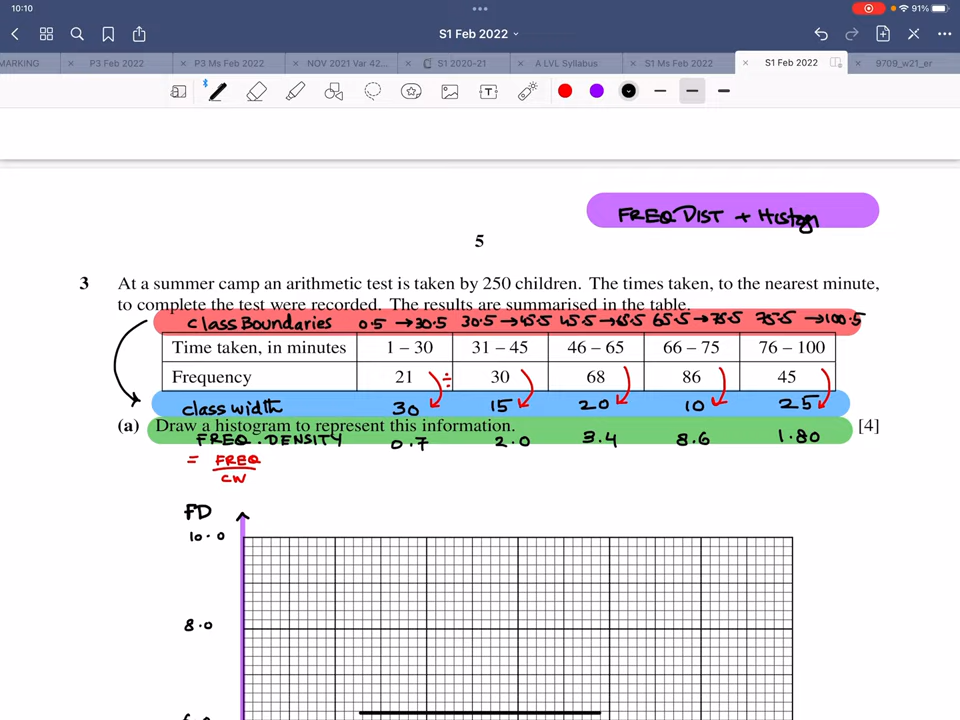 10:10
91%
S1 Feb 2022
MARKING
P3 Feb 2022
P3 Ms Feb 2022
NOV 2021 Var 42...
S1 2020-21
A LVL Syllabus
S1 Ms Feb 2022
S1 Feb 2022
9709_w21_er
FREQ DIST + Histogn
5
3 At a summer camp an arithmetic test is taken by 250 children. The times taken, to the nearest minute,
to complete the test were recorded. The results are summarised in the table.
Class Boundaries 0.5 → 30.5 30.5 → 45.5 45.5 → 65.5 65.5 → 75.5 75.5 → 100.5
Time taken, in minutes 1 – 30 31 – 45 46 – 65 66 – 75 76 – 100
Frequency 21 ÷ 30 68 86 45
class width 30 15 20 10 25
(a) Draw a histogram to represent this information. [4]
FREQ. DENSITY 0.7 2.0 3.4 8.6 1.80
= FREQ
CW
FD
10.0
8.0